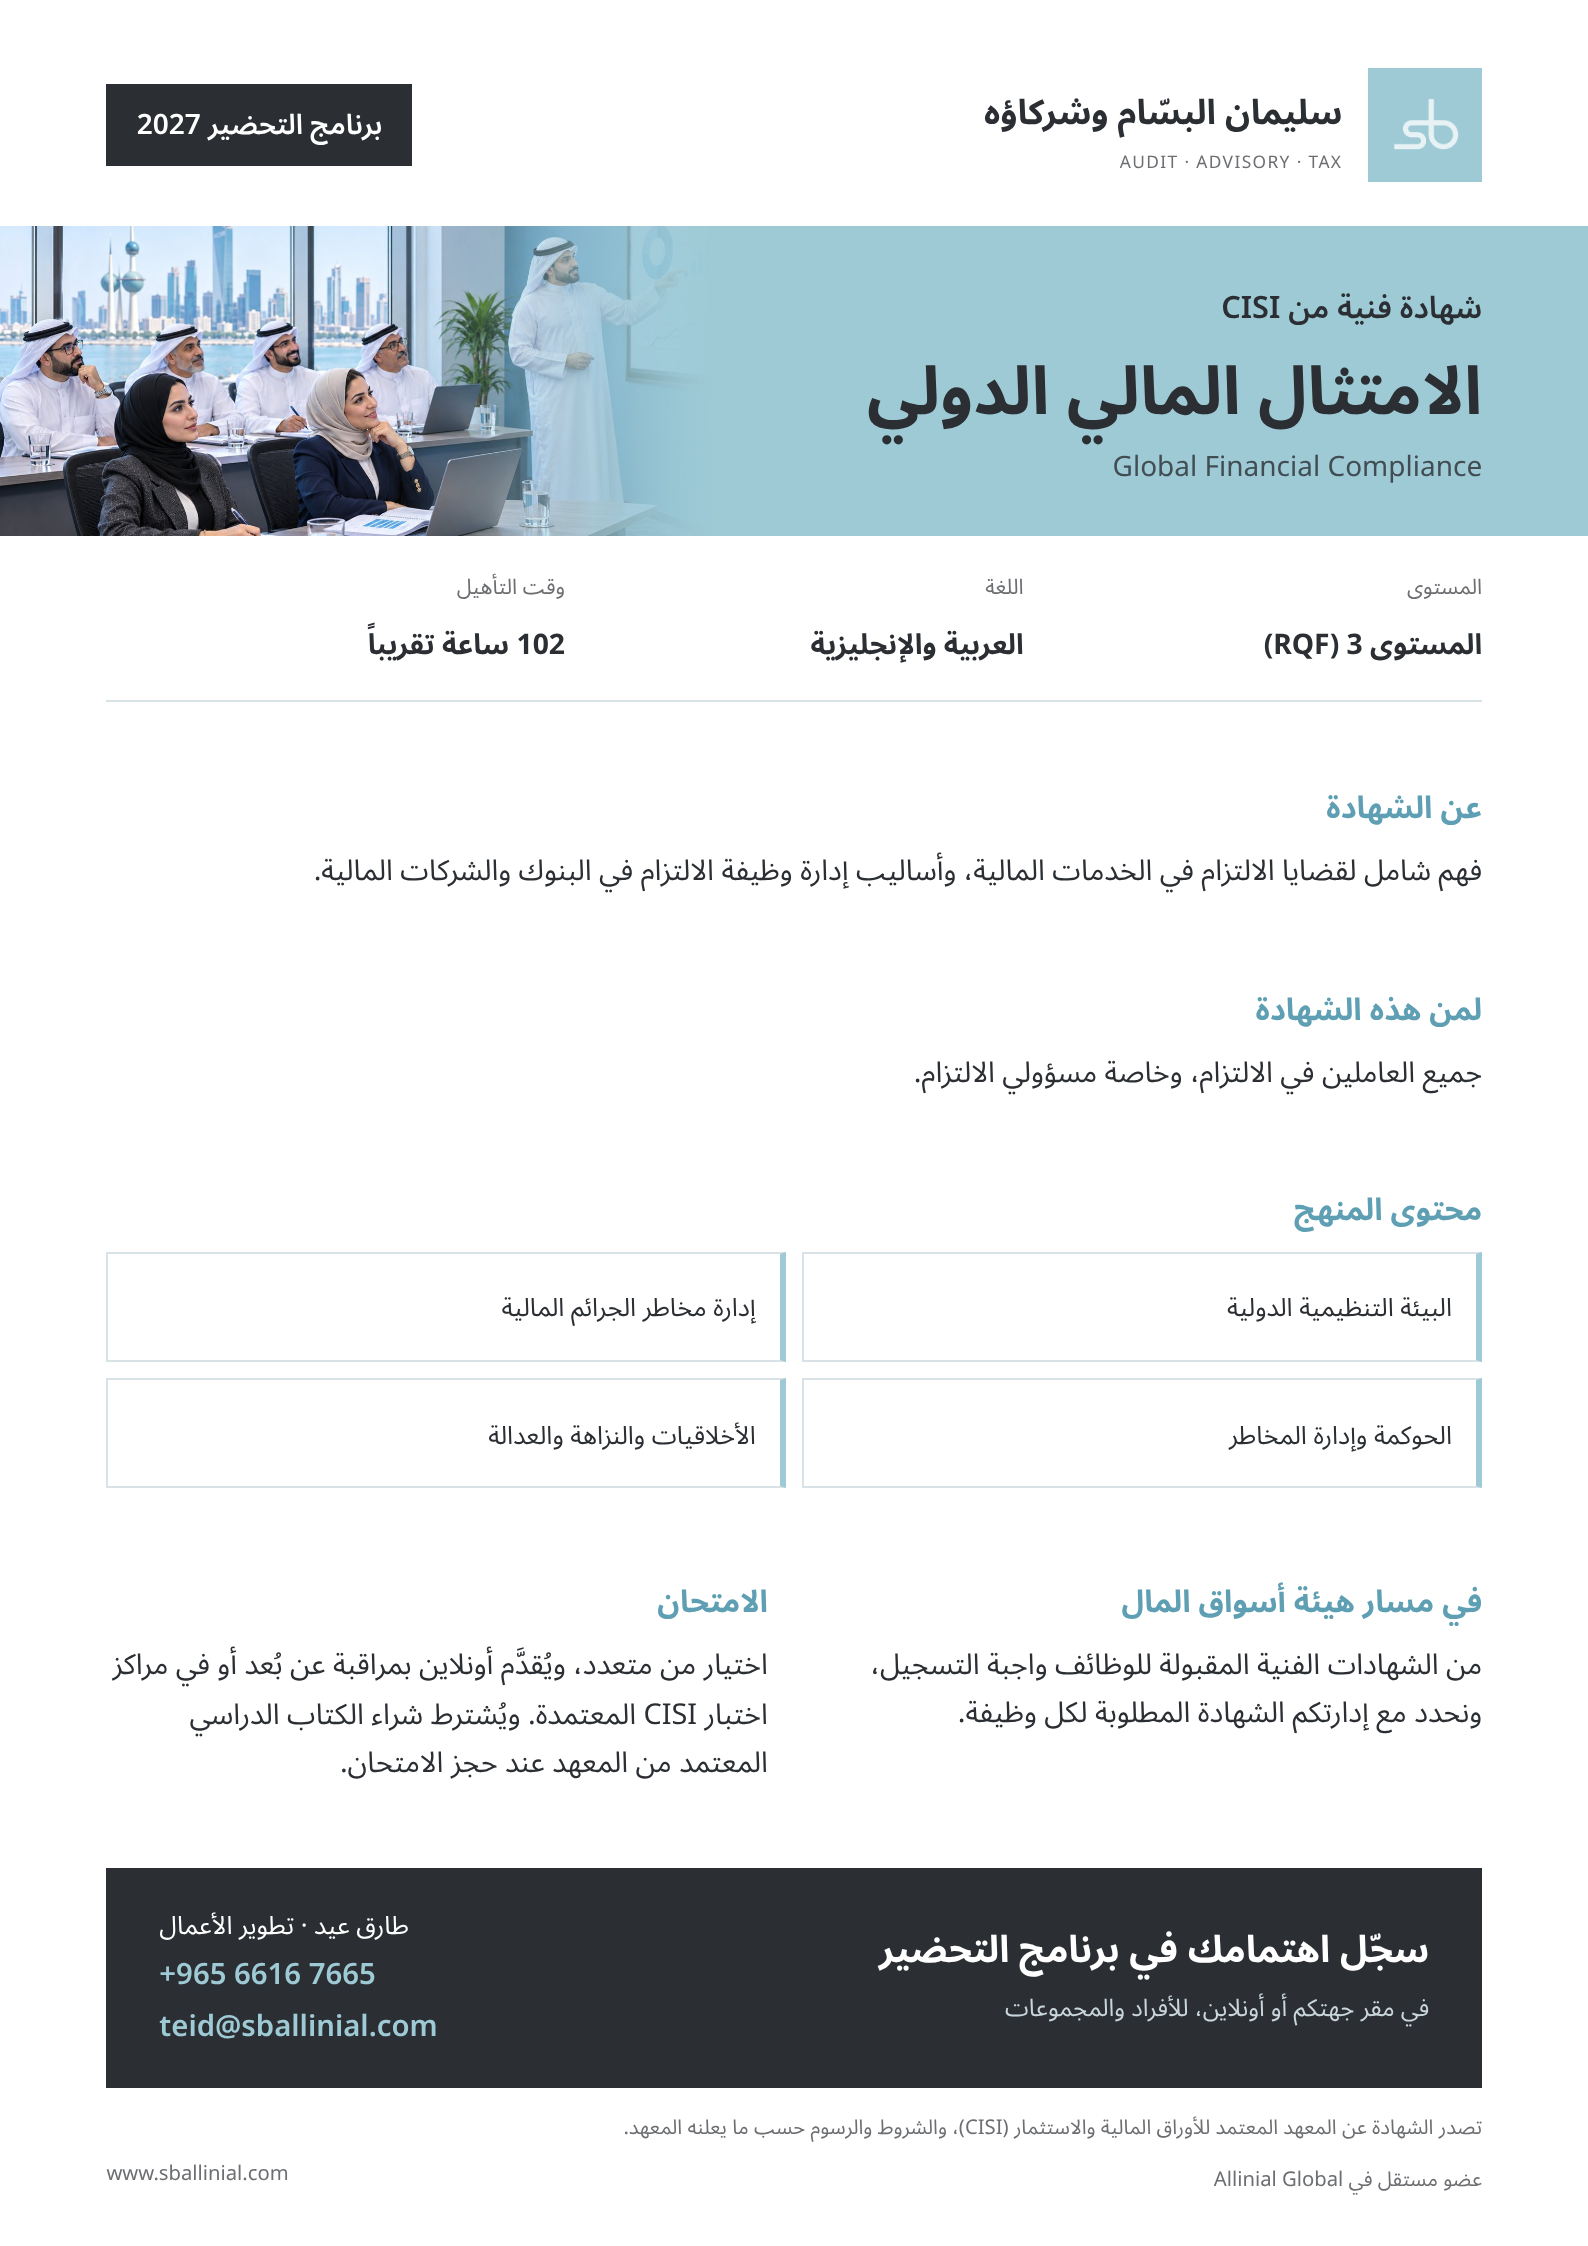 sb
سليمان البسّام وشركاؤه
AUDIT · ADVISORY · TAX
برنامج التحضير 2027
شهادة فنية من CISI
الامتثال المالي الدولي
Global Financial Compliance
المستوى
المستوى 3 (RQF)
اللغة
العربية والإنجليزية
وقت التأهيل
102 ساعة تقريباً
عن الشهادة
فهم شامل لقضايا الالتزام في الخدمات المالية، وأساليب إدارة وظيفة الالتزام في البنوك والشركات المالية.
لمن هذه الشهادة
جميع العاملين في الالتزام، وخاصة مسؤولي الالتزام.
محتوى المنهج
البيئة التنظيمية الدولية
إدارة مخاطر الجرائم المالية
الحوكمة وإدارة المخاطر
الأخلاقيات والنزاهة والعدالة
في مسار هيئة أسواق المال
من الشهادات الفنية المقبولة للوظائف واجبة التسجيل،
ونحدد مع إدارتكم الشهادة المطلوبة لكل وظيفة.
الامتحان
اختيار من متعدد، ويُقدَّم أونلاين بمراقبة عن بُعد أو في مراكز
اختبار CISI المعتمدة. ويُشترط شراء الكتاب الدراسي
المعتمد من المعهد عند حجز الامتحان.
سجّل اهتمامك في برنامج التحضير
في مقر جهتكم أو أونلاين، للأفراد والمجموعات
طارق عيد · تطوير الأعمال
+965 6616 7665
teid@sballinial.com
تصدر الشهادة عن المعهد المعتمد للأوراق المالية والاستثمار (CISI)، والشروط والرسوم حسب ما يعلنه المعهد.
عضو مستقل في Allinial Global
www.sballinial.com